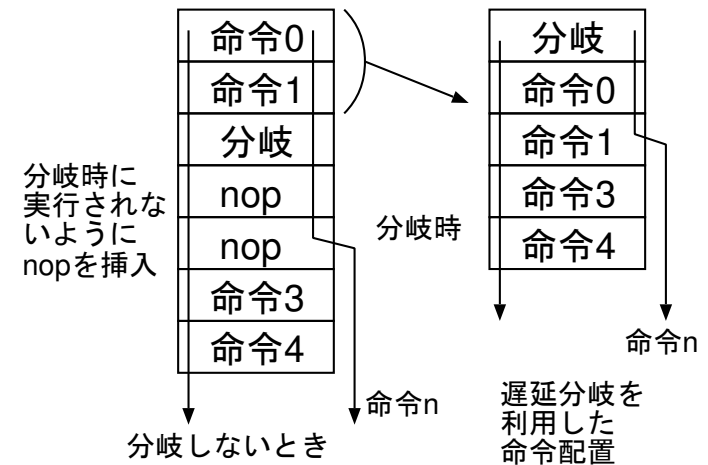 命令0
命令1
分岐
nop
nop
命令3
命令4
分岐時に
実行されな
いように
nopを挿入
分岐しないとき
命令n
分岐時
分岐
命令0
命令1
命令3
命令4
命令n
遅延分岐を
利用した
命令配置